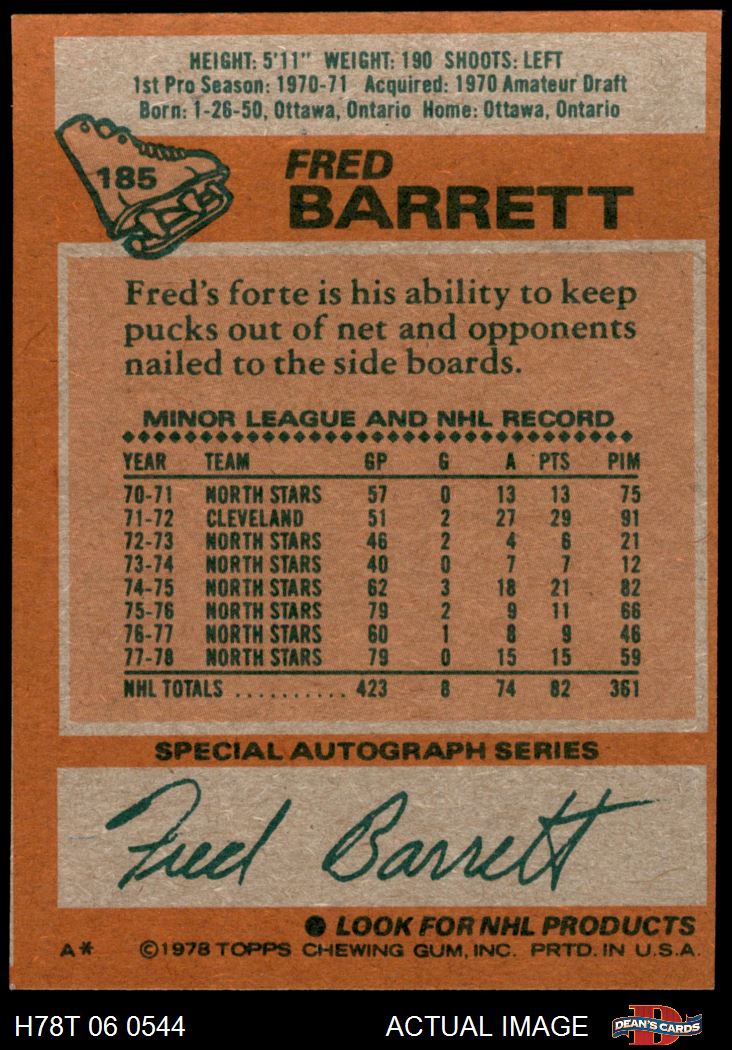 HEIGHT: 5'11" WEIGHT: 190 SHOOTS: LEFT
1st Pro Season: 1970-71 Acquired: 1970 Amateur Draft
Born: 1-26-50, Ottawa, Ontario Home: Ottawa, Ontario
185
FRED
BARRETT
Fred's forte is his ability to keep
pucks out of net and opponents
nailed to the side boards.
MINOR LEAGUE AND NHL RECORD
YEAR TEAM GP G A PTS PIM
70-71 NORTH STARS 57 0 13 13 75
71-72 CLEVELAND 51 2 27 29 91
72-73 NORTH STARS 46 2 4 6 21
73-74 NORTH STARS 40 0 7 7 12
74-75 NORTH STARS 62 3 18 21 82
75-76 NORTH STARS 79 2 9 11 66
76-77 NORTH STARS 60 1 8 9 46
77-78 NORTH STARS 79 0 15 15 59
NHL TOTALS .......... 423 8 74 82 361
SPECIAL AUTOGRAPH SERIES
Fred Barrett
LOOK FOR NHL PRODUCTS
A* ©1978 TOPPS CHEWING GUM, INC. PRTD. IN U.S.A.
H78T 06 0544 ACTUAL IMAGE D DEAN'S CARDS